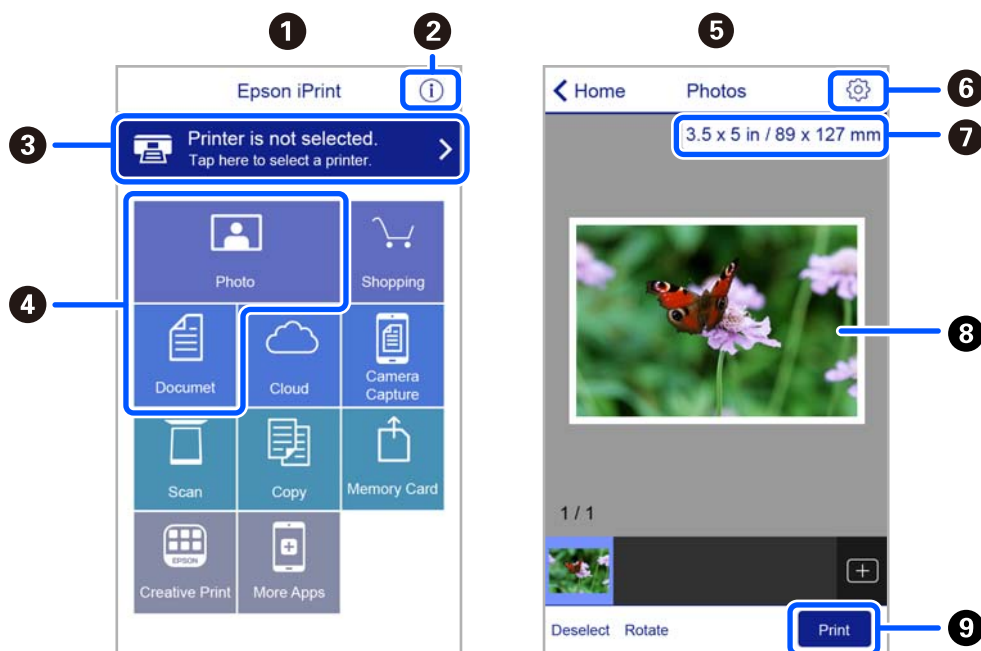 1
2
Epson iPrint
i
3
Printer is not selected.
Tap here to select a printer.
4
Photo
Shopping
Documet
Cloud
Camera
Capture
Scan
Copy
Memory Card
EPSON
Creative Print
More Apps
5
Home
Photos
6
3.5 x 5 in / 89 x 127 mm
7
8
1 / 1
Deselect
Rotate
Print
9